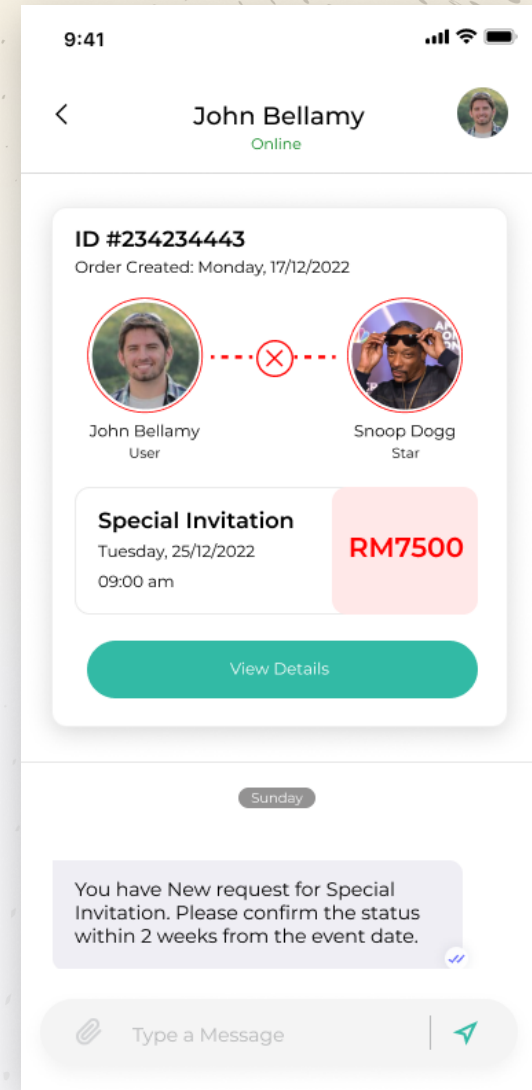 9:41
John Bellamy
Online
ID #234234443
Order Created: Monday, 17/12/2022
John Bellamy
User
Snoop Dogg
Star
Special Invitation
Tuesday, 25/12/2022
09:00 am
RM7500
View Details
Sunday
You have New request for Special
Invitation. Please confirm the status
within 2 weeks from the event date.
Type a Message